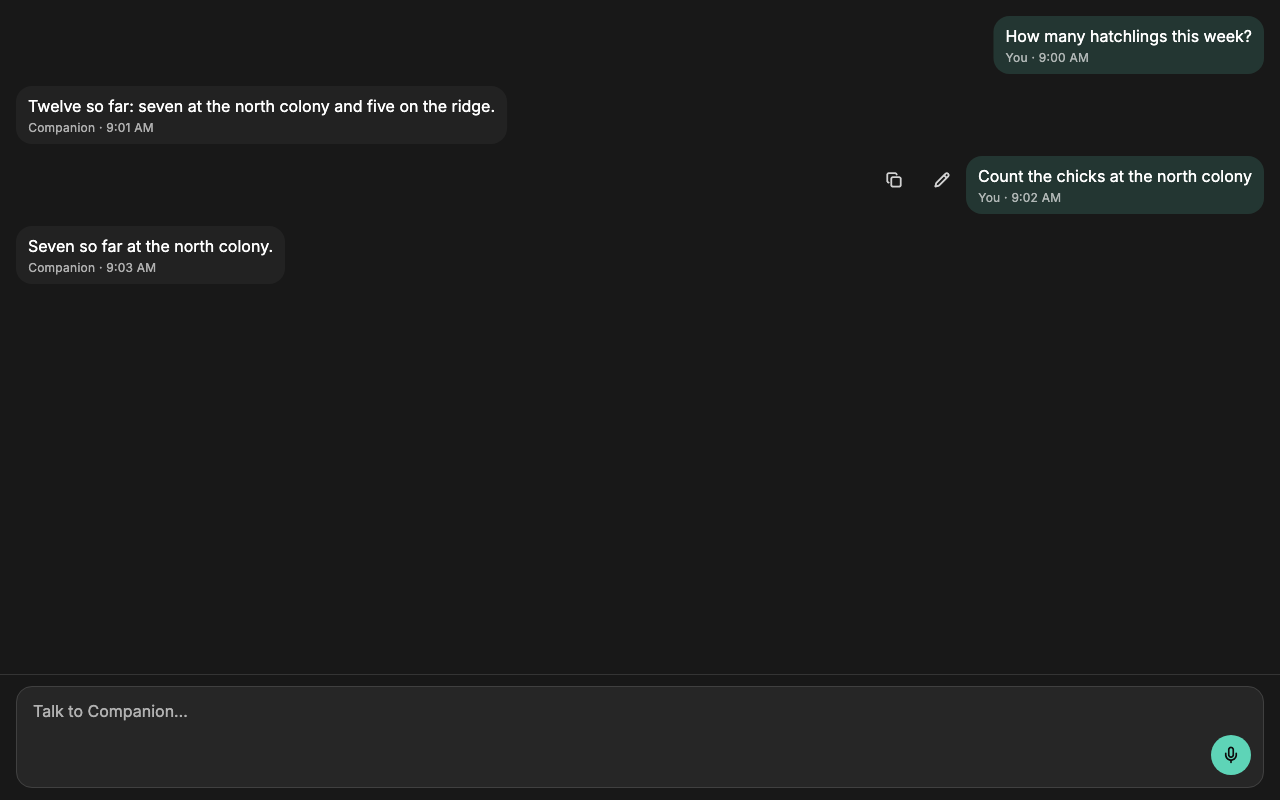 How many hatchlings this week?
You · 9:00 AM
Twelve so far: seven at the north colony and five on the ridge.
Companion · 9:01 AM
Count the chicks at the north colony
You · 9:02 AM
Seven so far at the north colony.
Companion · 9:03 AM
Talk to Companion...